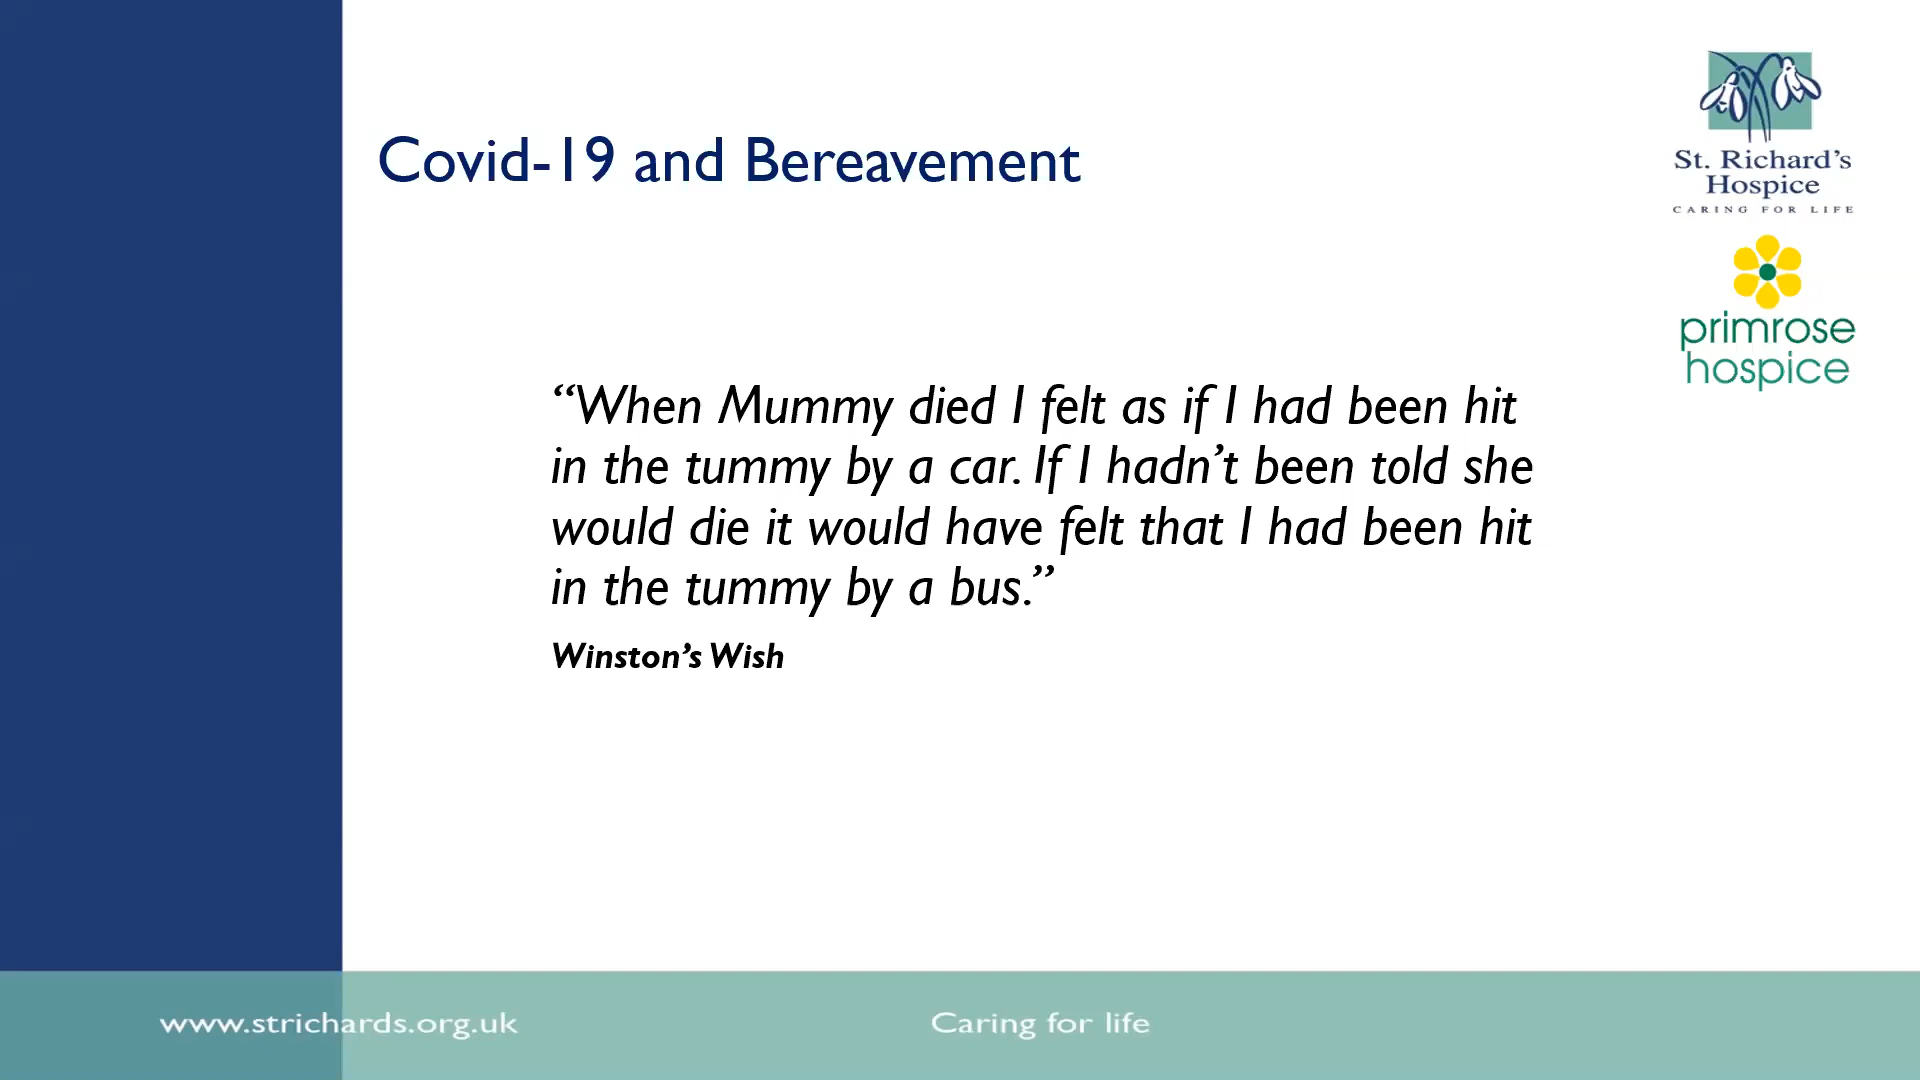 Covid-19 and Bereavement
St. Richard’s
Hospice
CARING FOR LIFE
primrose
hospice
“When Mummy died I felt as if I had been hit
in the tummy by a car. If I hadn’t been told she
would die it would have felt that I had been hit
in the tummy by a bus.”
Winston’s Wish
www.strichards.org.uk
Caring for life